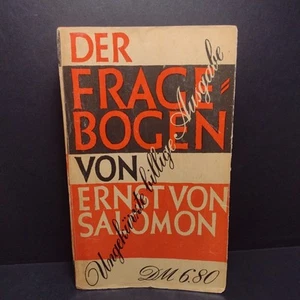 DER
FRAGE=
BOGEN
VON
ERNST VON
SALOMON
Ungekürzte billige Ausgabe
DM 6.80